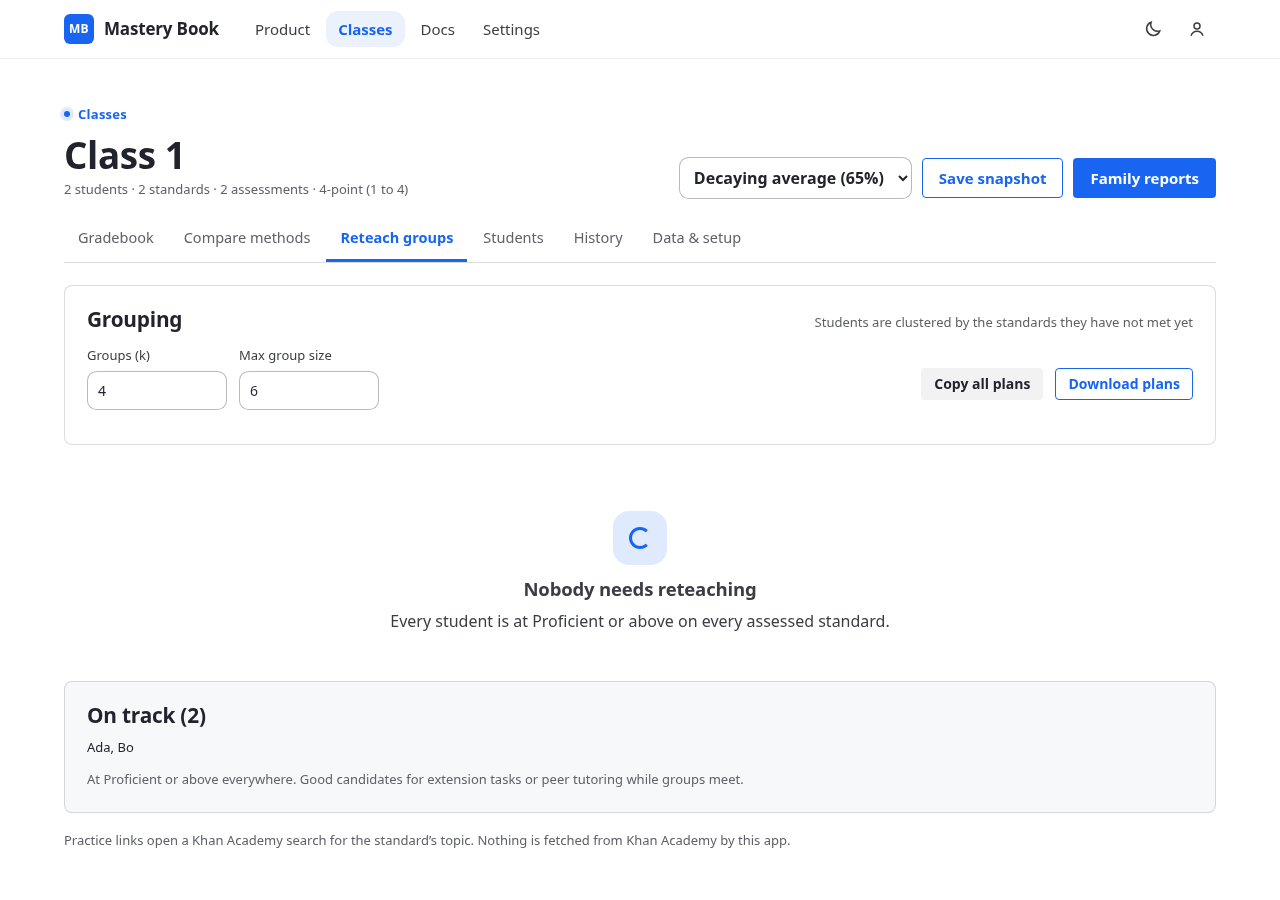 MB Mastery Book Product Classes Docs Settings
Classes
Class 1
2 students · 2 standards · 2 assessments · 4-point (1 to 4)
Decaying average (65%) Save snapshot Family reports
Gradebook Compare methods Reteach groups Students History Data & setup
Grouping
Students are clustered by the standards they have not met yet
Groups (k) Max group size
4 6
Copy all plans Download plans
Nobody needs reteaching
Every student is at Proficient or above on every assessed standard.
On track (2)
Ada, Bo
At Proficient or above everywhere. Good candidates for extension tasks or peer tutoring while groups meet.
Practice links open a Khan Academy search for the standard’s topic. Nothing is fetched from Khan Academy by this app.